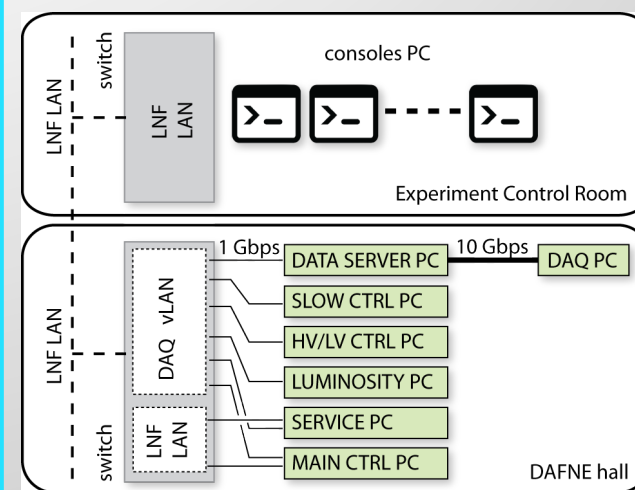 LNF LAN
switch
LNF
LAN
consoles PC
>_ >_ >_
Experiment Control Room
LNF LAN
switch
DAQ vLAN
LNF
LAN
1 Gbps
10 Gbps
DATA SERVER PC
DAQ PC
SLOW CTRL PC
HV/LV CTRL PC
LUMINOSITY PC
SERVICE PC
MAIN CTRL PC
DAFNE hall